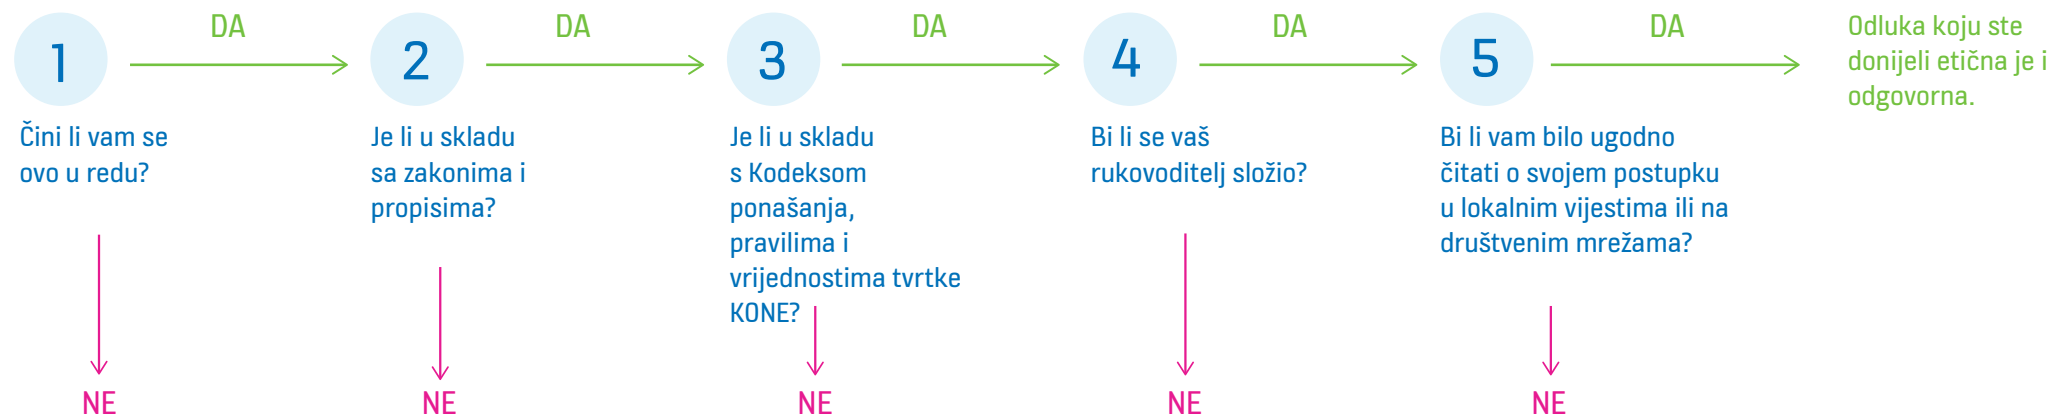 1
DA
2
DA
3
DA
4
DA
5
DA
Odluka koju ste
donijeli etična je i
odgovorna.
Čini li vam se
ovo u redu?
Je li u skladu
sa zakonima i
propisima?
Je li u skladu
s Kodeksom
ponašanja,
pravilima i
vrijednostima tvrtke
KONE?
Bi li se vaš
rukovoditelj složio?
Bi li vam bilo ugodno
čitati o svojem postupku
u lokalnim vijestima ili na
društvenim mrežama?
NE
NE
NE
NE
NE